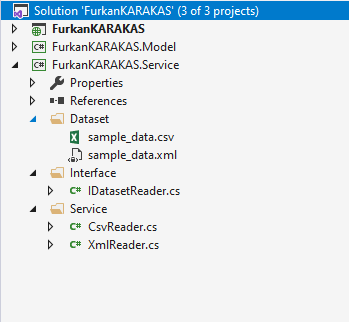 Solution 'FurkanKARAKAS' (3 of 3 projects)
FurkanKARAKAS
C# FurkanKARAKAS.Model
C# FurkanKARAKAS.Service
Properties
References
Dataset
sample_data.csv
sample_data.xml
Interface
C# IDatasetReader.cs
Service
C# CsvReader.cs
C# XmlReader.cs